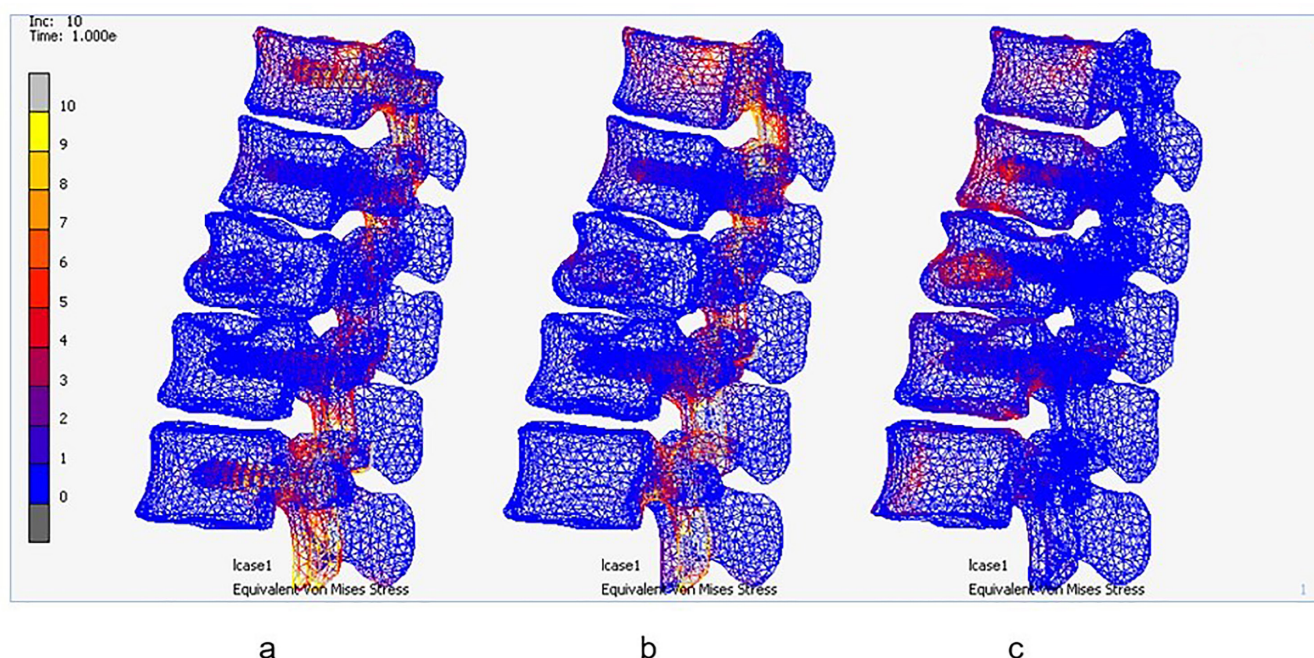 Inc: 10
Time: 1.000e
10
9
8
7
6
5
4
3
2
1
0
lcase1
Equivalent Von Mises Stress
lcase1
Equivalent Von Mises Stress
lcase1
Equivalent Von Mises Stress
1
a
b
c